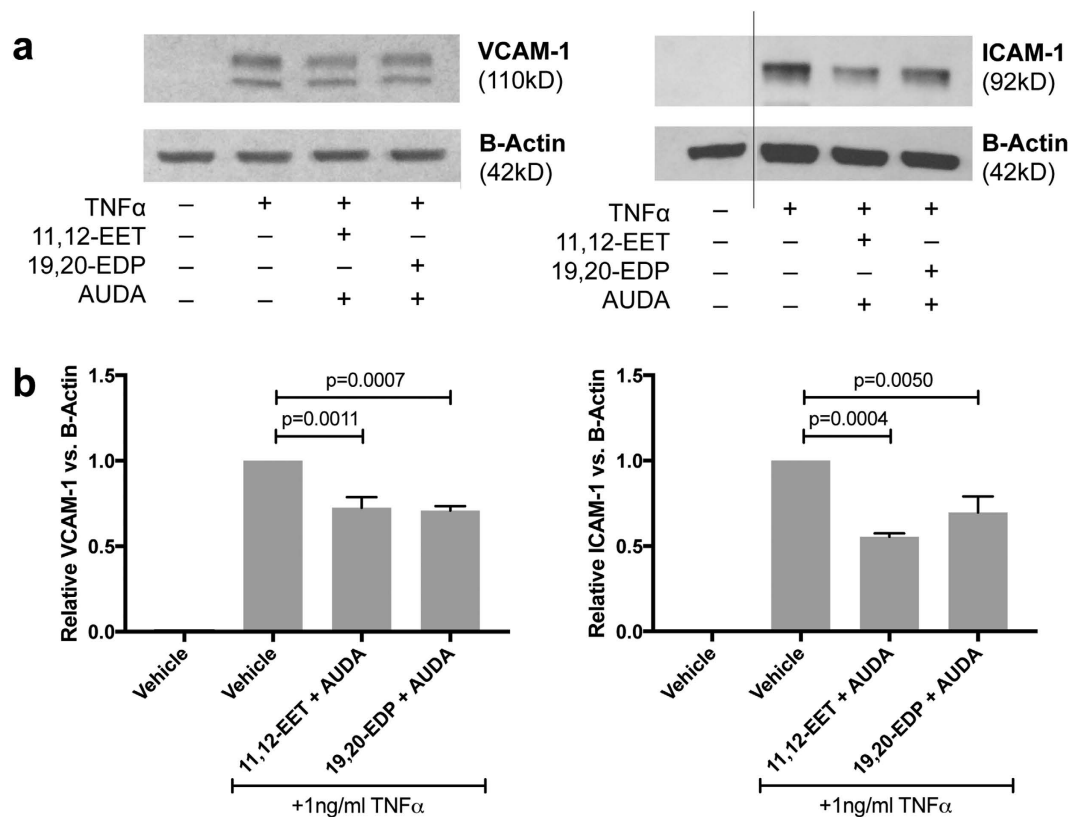 a
VCAM-1
(110kD)
B-Actin
(42kD)
TNFα – + + +
11,12-EET – – + –
19,20-EDP – – – +
AUDA – – + +
ICAM-1
(92kD)
B-Actin
(42kD)
TNFα – + + +
11,12-EET – – + –
19,20-EDP – – – +
AUDA – – + +
b
Relative VCAM-1 vs. B-Actin
1.5
1.0
0.5
0.0
p=0.0007
p=0.0011
Vehicle
Vehicle
11,12-EET + AUDA
19,20-EDP + AUDA
+1ng/ml TNFα
Relative ICAM-1 vs. B-Actin
1.5
1.0
0.5
0.0
p=0.0050
p=0.0004
Vehicle
Vehicle
11,12-EET + AUDA
19,20-EDP + AUDA
+1ng/ml TNFα